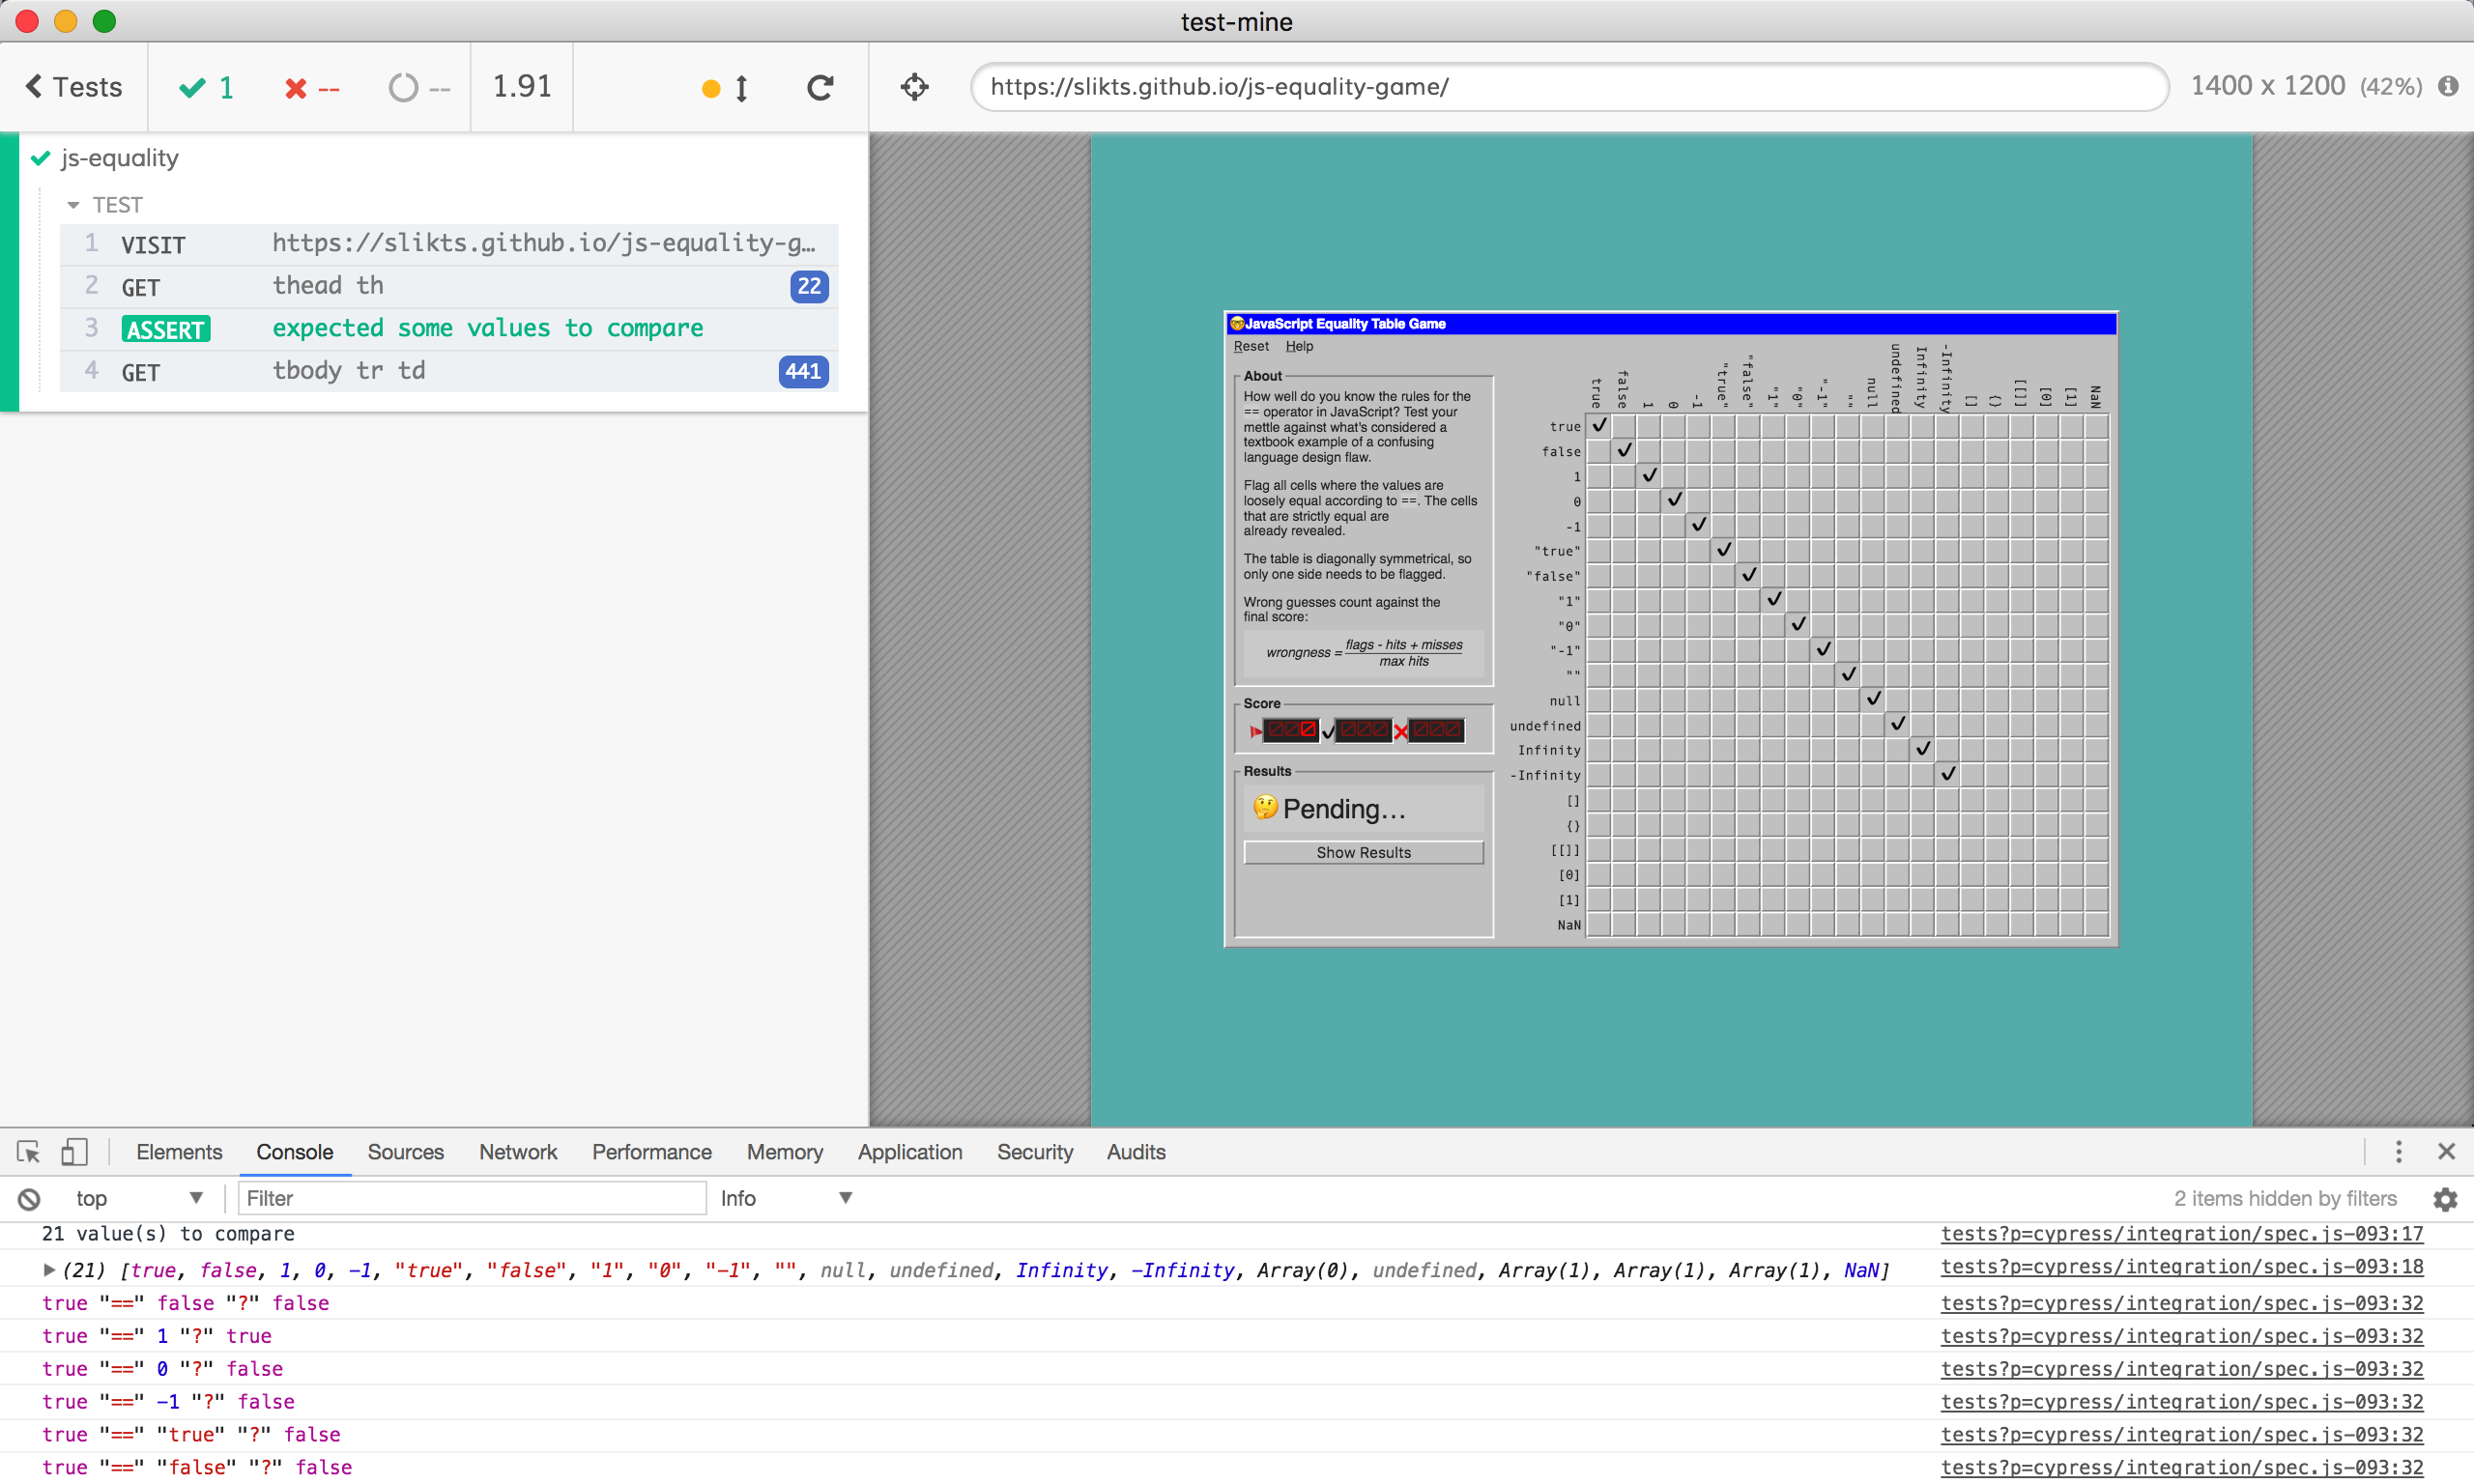 test-mine
Tests
1
--
--
1.91
https://slikts.github.io/js-equality-game/
1400 x 1200 (42%)
js-equality
TEST
1 VISIT https://slikts.github.io/js-equality-g...
2 GET thead th 22
3 ASSERT expected some values to compare
4 GET tbody tr td 441
JavaScript Equality Table Game
Reset Help
About
How well do you know the rules for the
== operator in JavaScript? Test your
mettle against what's considered a
textbook example of a confusing
language design flaw.
Flag all cells where the values are
loosely equal according to ==. The cells
that are strictly equal are
already revealed.
The table is diagonally symmetrical, so
only one side needs to be flagged.
Wrong guesses count against the
final score:
wrongness = flags - hits + misses
max hits
Score
Results
Pending...
Show Results
true false 1 0 -1 "true" "false" "1" "0" "-1" "" null undefined Infinity -Infinity [] {} [[]] [0] [1] NaN
true
false
1
0
-1
"true"
"false"
"1"
"0"
"-1"
""
null
undefined
Infinity
-Infinity
[]
{}
[[]]
[0]
[1]
NaN
Elements Console Sources Network Performance Memory Application Security Audits
top Filter Info 2 items hidden by filters
21 value(s) to compare tests?p=cypress/integration/spec.js-093:17
(21) [true, false, 1, 0, -1, "true", "false", "1", "0", "-1", "", null, undefined, Infinity, -Infinity, Array(0), undefined, Array(1), Array(1), Array(1), NaN] tests?p=cypress/integration/spec.js-093:18
true "==" false "?" false tests?p=cypress/integration/spec.js-093:32
true "==" 1 "?" true tests?p=cypress/integration/spec.js-093:32
true "==" 0 "?" false tests?p=cypress/integration/spec.js-093:32
true "==" -1 "?" false tests?p=cypress/integration/spec.js-093:32
true "==" "true" "?" false tests?p=cypress/integration/spec.js-093:32
true "==" "false" "?" false tests?p=cypress/integration/spec.js-093:32